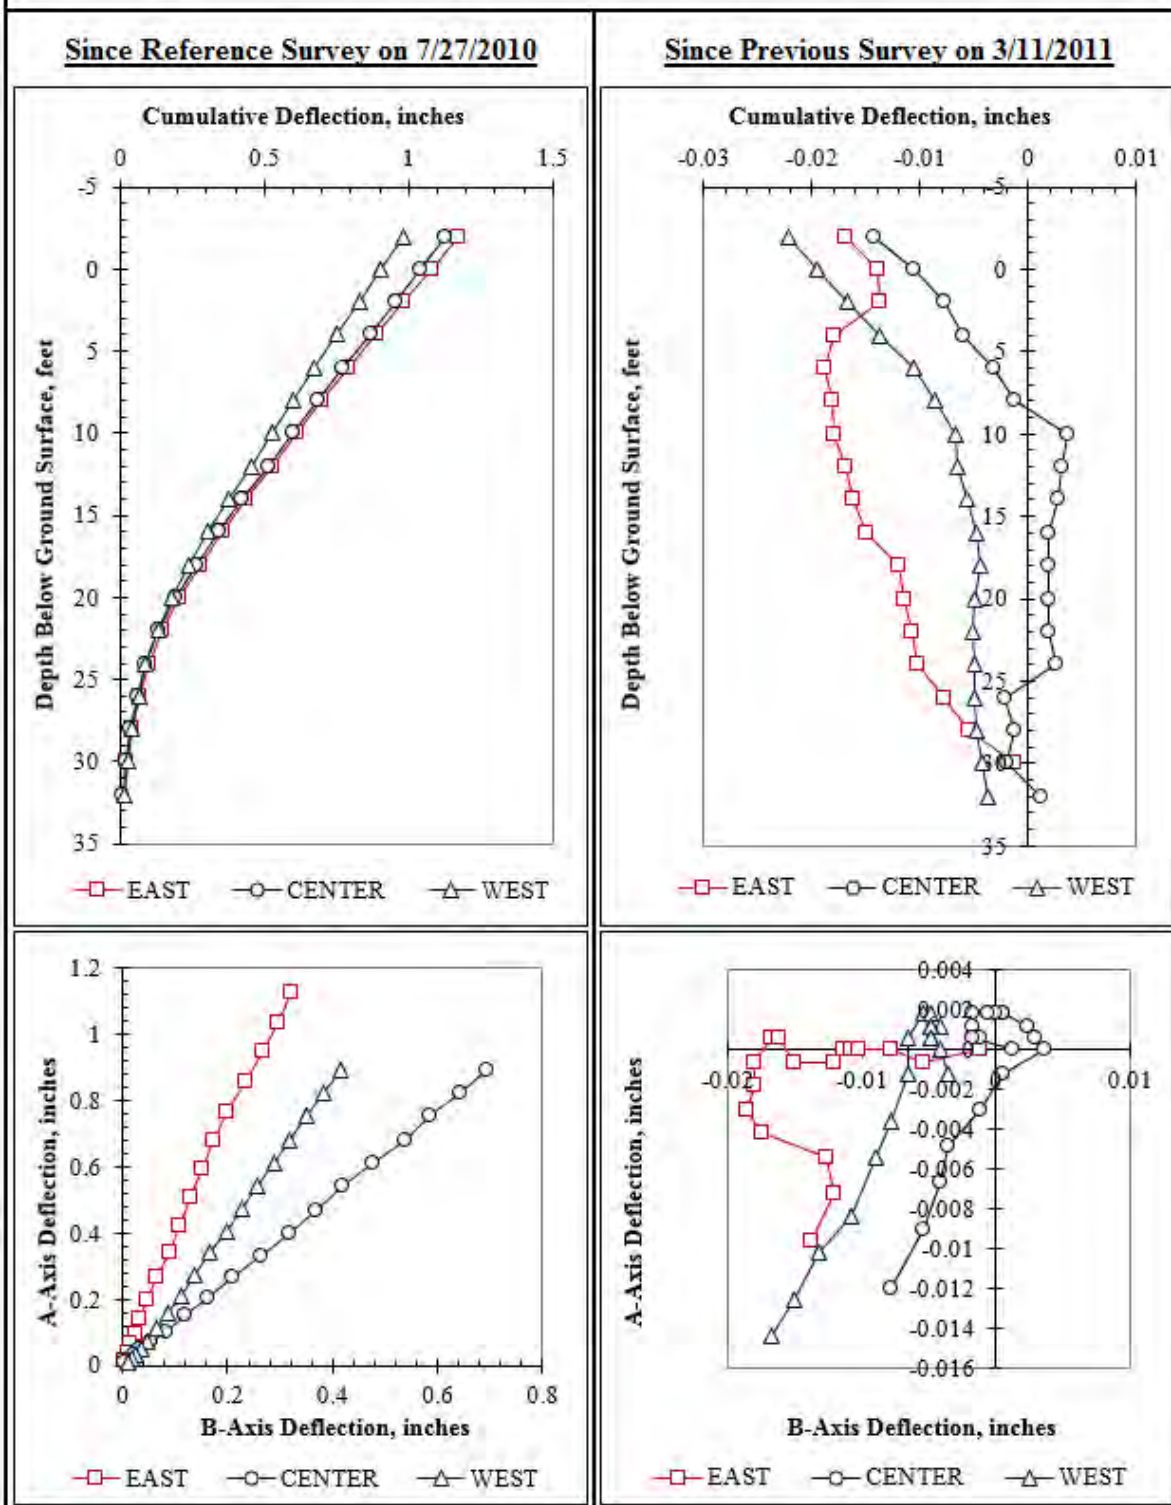 Since Reference Survey on 7/27/2010
Cumulative Deflection, inches
0 0.5 1 1.5
-5
0
5
10
15
20
25
30
35
Depth Below Ground Surface, feet
EAST CENTER WEST
Since Previous Survey on 3/11/2011
Cumulative Deflection, inches
-0.03 -0.02 -0.01 0 0.01
-5
0
5
10
15
20
25
30
35
Depth Below Ground Surface, feet
EAST CENTER WEST
1.2
1
0.8
0.6
0.4
0.2
0
A-Axis Deflection, inches
0 0.2 0.4 0.6 0.8
B-Axis Deflection, inches
EAST CENTER WEST
0.004
0.002
0
-0.02 -0.01 0 0.01
-0.002
-0.004
-0.006
-0.008
-0.01
-0.012
-0.014
-0.016
A-Axis Deflection, inches
B-Axis Deflection, inches
EAST CENTER WEST